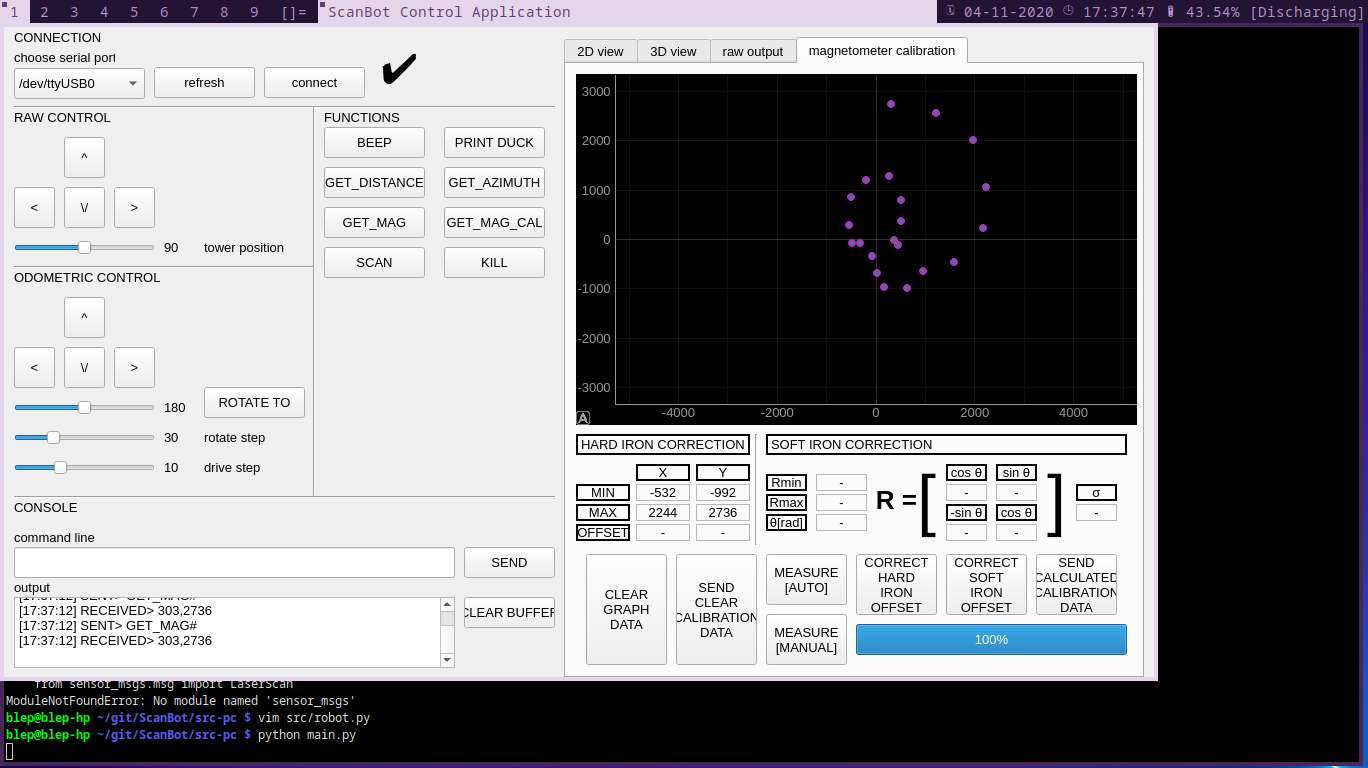 1 2 3 4 5 6 7 8 9 []= ScanBot Control Application 04-11-2020 17:37:47 43.54% [Discharging]
CONNECTION
choose serial port
/dev/ttyUSB0 refresh connect ✔
RAW CONTROL
^
< \/ >
90 tower position
ODOMETRIC CONTROL
^
< \/ >
180 ROTATE TO
30 rotate step
10 drive step
FUNCTIONS
BEEP PRINT DUCK
GET_DISTANCE GET_AZIMUTH
GET_MAG GET_MAG_CAL
SCAN KILL
CONSOLE
command line
SEND
output
[17:37:12] SENT> GET_MAG#
[17:37:12] RECEIVED> 303,2736
[17:37:12] SENT> GET_MAG#
[17:37:12] RECEIVED> 303,2736
CLEAR BUFFER
2D view 3D view raw output magnetometer calibration
3000
2000
1000
0
-1000
-2000
-3000
-4000 -2000 0 2000 4000
A
HARD IRON CORRECTION
X Y
MIN -532 -992
MAX 2244 2736
OFFSET - -
SOFT IRON CORRECTION
Rmin -
Rmax -
θ[rad] -
R = [ ]
cos θ sin θ
- -
-sin θ cos θ
- -
σ
-
CLEAR
GRAPH
DATA
SEND
CLEAR
CALIBRATION
DATA
MEASURE
[AUTO]
MEASURE
[MANUAL]
CORRECT
HARD
IRON
OFFSET
CORRECT
SOFT
IRON
OFFSET
SEND
CALCULATED
CALIBRATION
DATA
100%
from sensor_msgs.msg import LaserScan
ModuleNotFoundError: No module named 'sensor_msgs'
blep@blep-hp ~/git/ScanBot/src-pc $ vim src/robot.py
blep@blep-hp ~/git/ScanBot/src-pc $ python main.py